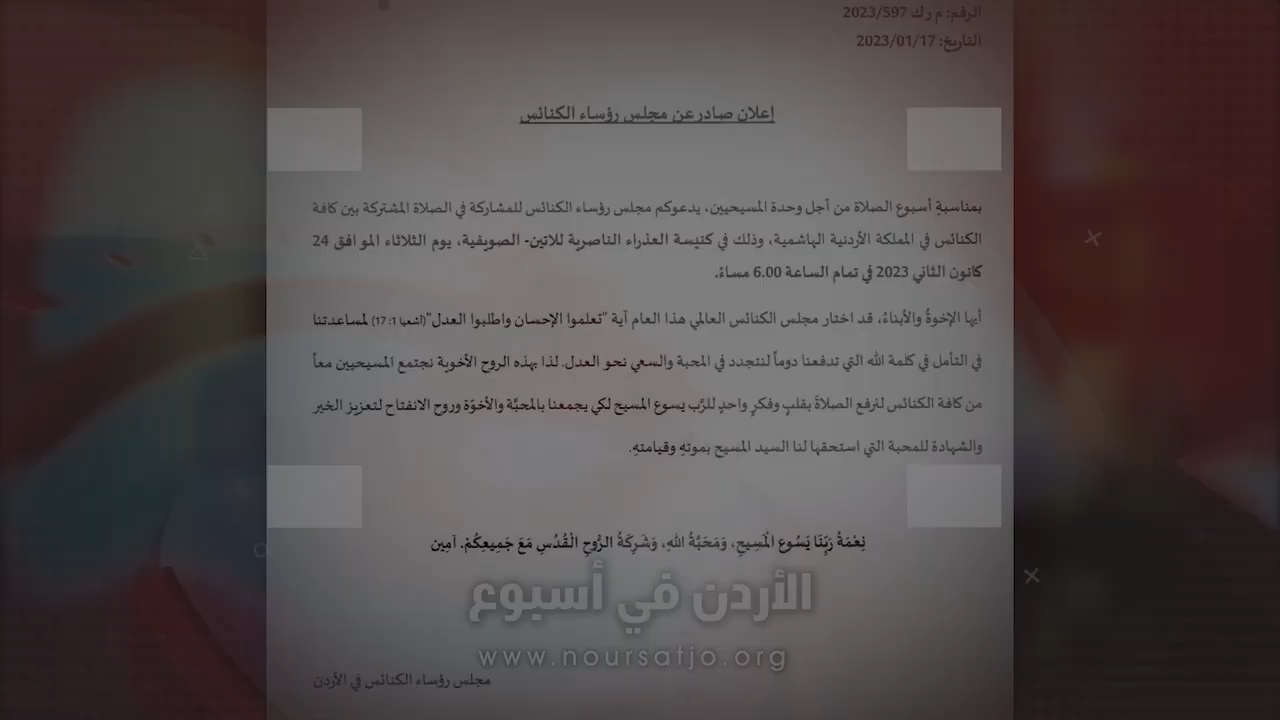 الرقم: م ر ك 2023/597
التاريخ: 2023/01/17
إعلان صادر عن مجلس رؤساء الكنائس
بمناسبةِ أسبوع الصلاة من أجل وحدة المسيحيين، يدعوكم مجلس رؤساء الكنائس للمشاركة في الصلاة المشتركة بين كافة
الكنائس في المملكة الأردنية الهاشمية، وذلك في كنيسة العذراء الناصرية للاتين- الصويفية، يوم الثلاثاء الموافق 24
كانون الثاني 2023 في تمام الساعة 6.00 مساءً.
أيها الإخوةُ والأبناءُ، قد اختار مجلس الكنائس العالمي هذا العام آية "تعلموا الإحسان واطلبوا العدل"(اشعيا 1: 17) لمساعدتنا
في التأمل في كلمة الله التي تدفعنا دوماً لنتجدد في المحبة والسعي نحو العدل. لذا بهذه الروح الأخوية نجتمع المسيحيين معاً
من كافة الكنائس لنرفع الصلاةَ بقلبٍ وفكرٍ واحدٍ للرَّب يسوع المسيح لكي يجمعنا بالمحبَّة والأخوّة وروح الانفتاح لتعزيز الخير
والشهادة للمحبة التي استحقها لنا السيد المسيح بموتهِ وقيامتهِ.
نِعْمَةُ رَبِّنَا يَسُوع الْمَسِيحِ، وَمَحَبَّةُ اللهِ، وَشَرِكَةُ الرُّوحِ الْقُدُسِ مَعَ جَمِيعِكُمْ. آمِين
الأردن في أسبوع
www.noursatjo.org
مجلس رؤساء الكنائس في الأردن